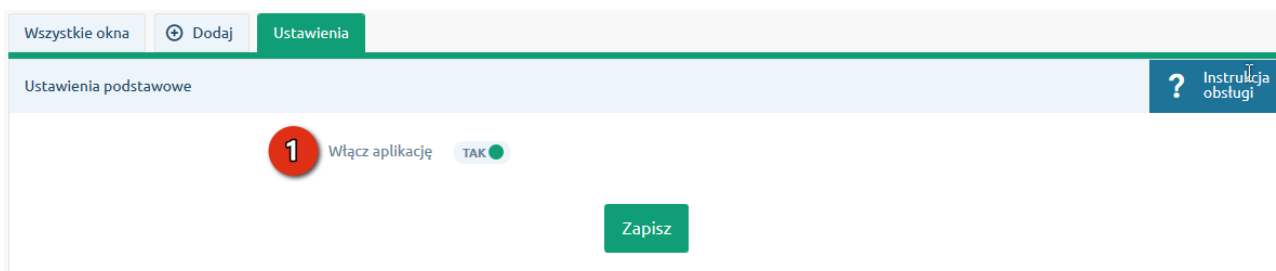 Wszystkie okna
Dodaj
Ustawienia
Ustawienia podstawowe
? Instrukcja
obsługi
1 Włącz aplikację TAK
Zapisz